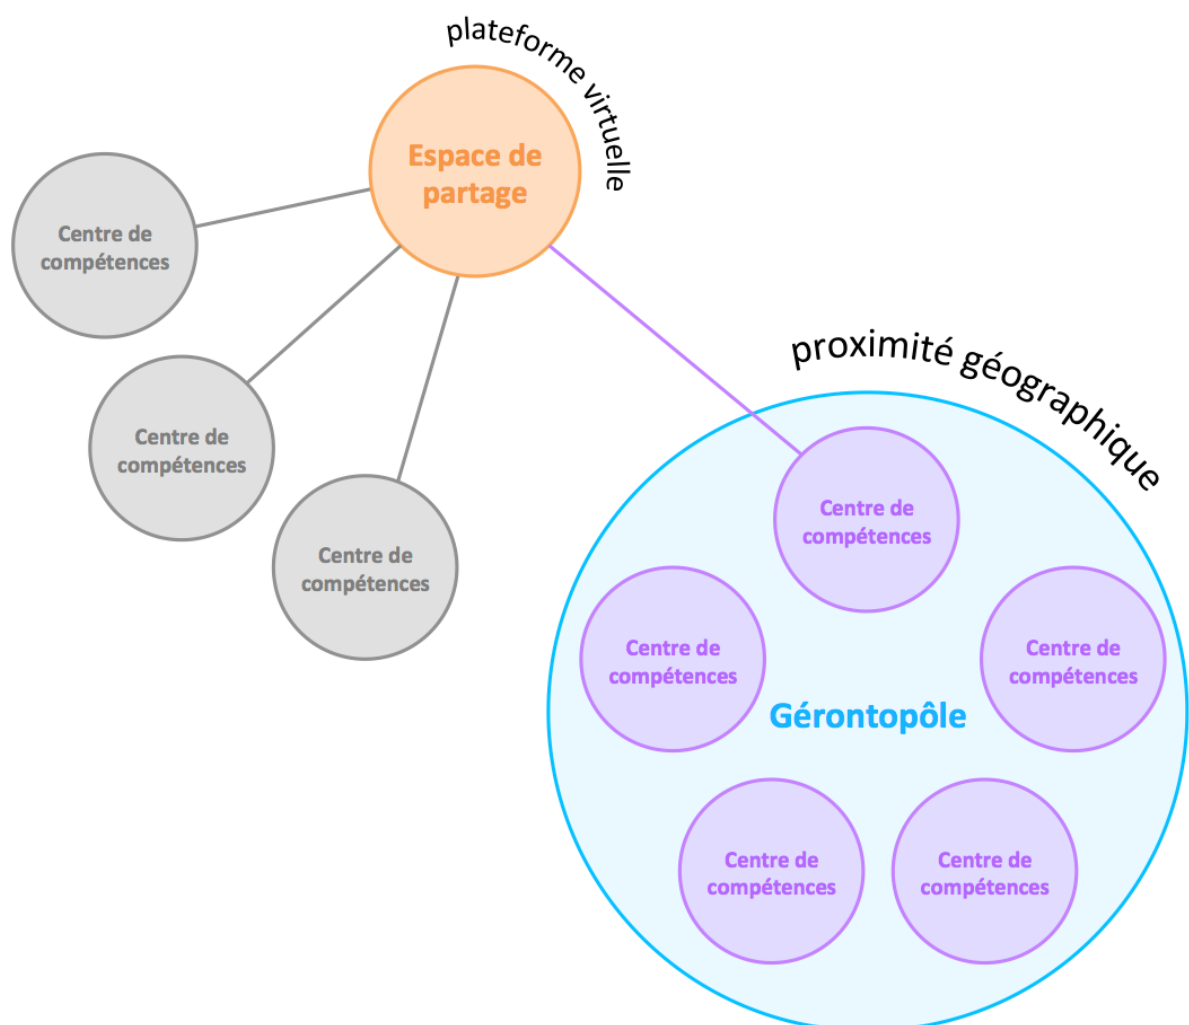 plateforme virtuelle
Espace de
partage
Centre de
compétences
Centre de
compétences
Centre de
compétences
proximité géographique
Centre de
compétences
Centre de
compétences
Centre de
compétences
Gérontopôle
Centre de
compétences
Centre de
compétences